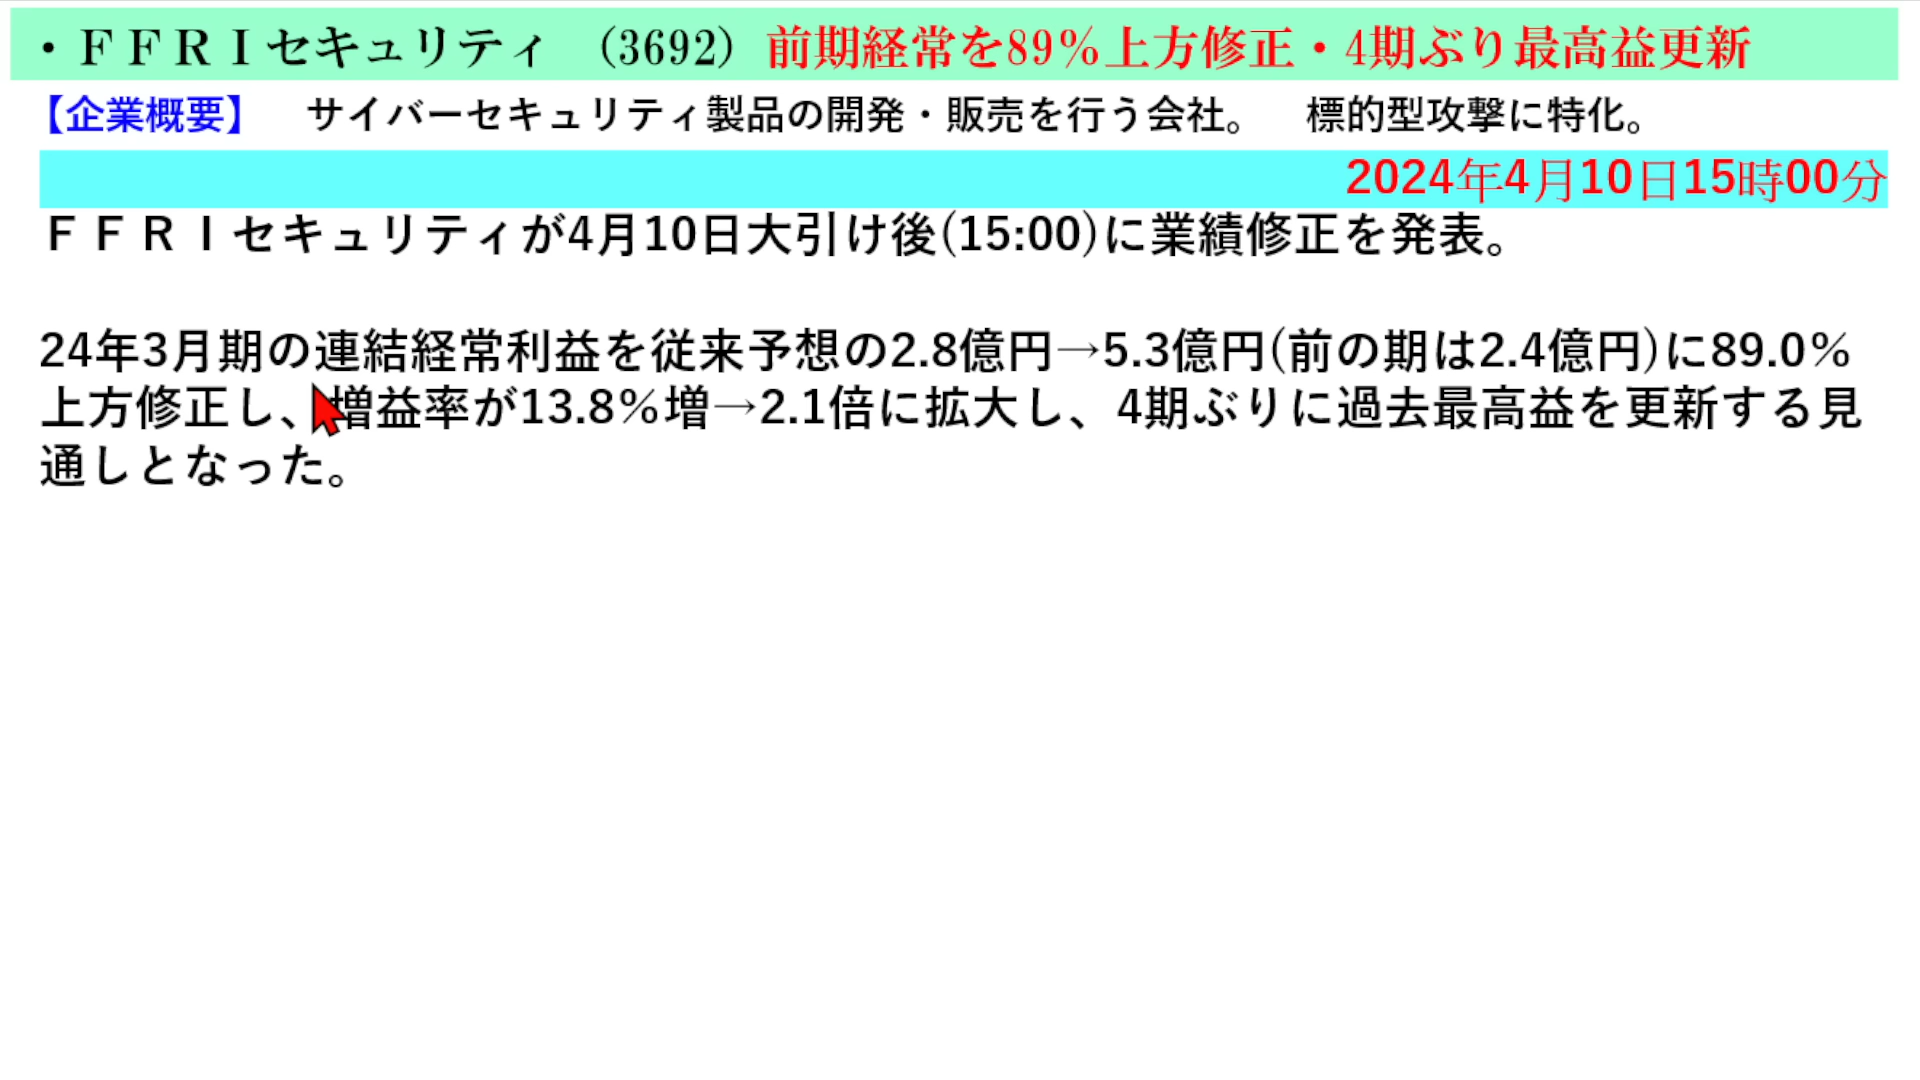 ・ＦＦＲＩセキュリティ　（3692）前期経常を89％上方修正・4期ぶり最高益更新
【企業概要】　サイバーセキュリティ製品の開発・販売を行う会社。　標的型攻撃に特化。
2024年4月10日15時00分
ＦＦＲＩセキュリティが4月10日大引け後(15:00)に業績修正を発表。
24年3月期の連結経常利益を従来予想の2.8億円→5.3億円(前の期は2.4億円)に89.0％
上方修正し、増益率が13.8％増→2.1倍に拡大し、4期ぶりに過去最高益を更新する見
通しとなった。